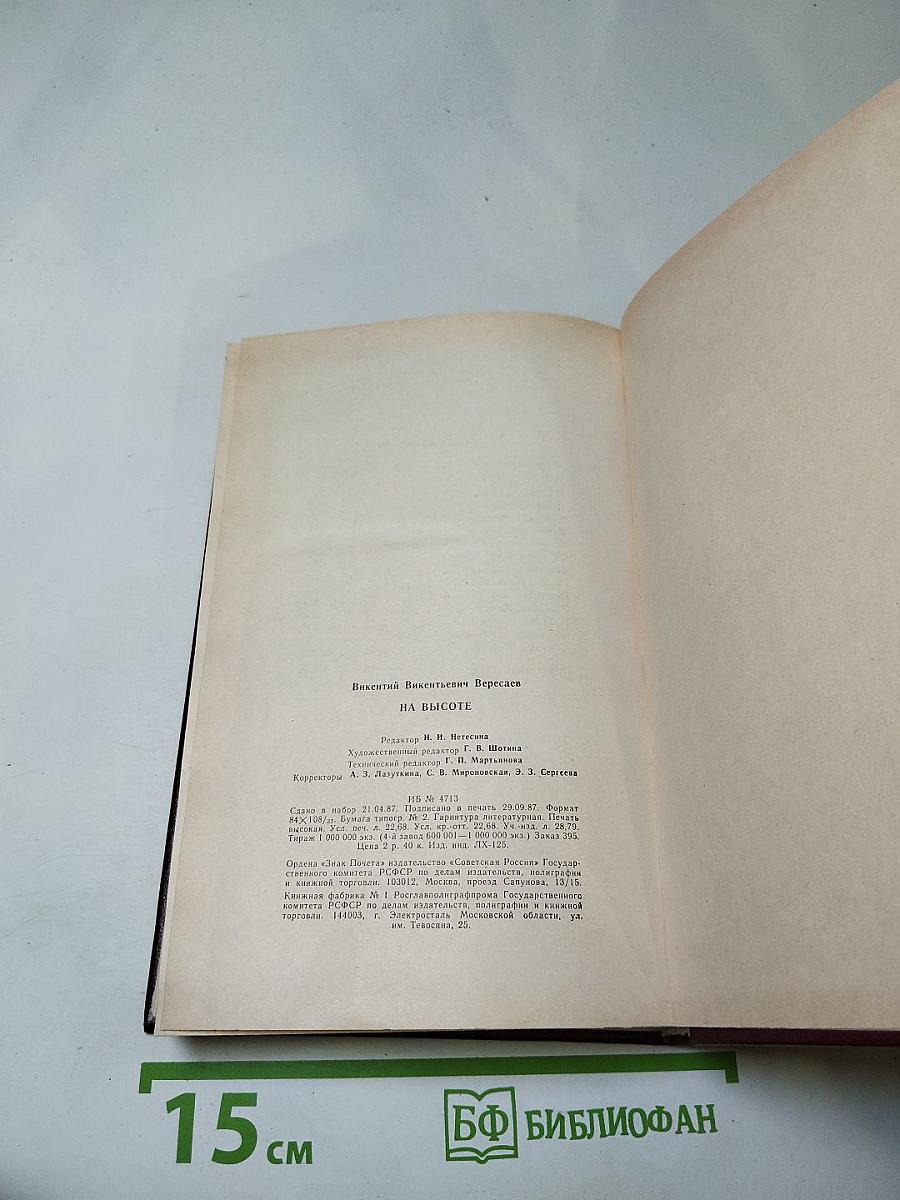 Викентий Викентьевич Вересаев
НА ВЫСОТЕ
Редактор И. И. Нетесина
Художественный редактор Г. В. Шотина
Технический редактор Г. П. Мартьянова
Корректоры А. З. Лазуткина, С. В. Мироновская, Э. З. Сергеева
ИБ № 4713
Сдано в набор 21.04.87. Подписано в печать 29.09.87. Формат
84×108/32. Бумага типогр. № 2. Гарнитура литературная. Печать
высокая. Усл. печ. л. 22,68. Усл. кр.-отт. 22,68. Уч.-изд. л. 28,79.
Тираж 1 000 000 экз. (4-й завод 600 001—1 000 000 экз.) Заказ 395.
Цена 2 р. 40 к. Изд. инд. ЛХ-125.
Ордена «Знак Почета» издательство «Советская Россия» Государ-
ственного комитета РСФСР по делам издательств, полиграфии
и книжной торговли. 103012, Москва, проезд Сапунова, 13/15.
Книжная фабрика № 1 Росглавполиграфпрома Государственного
комитета РСФСР по делам издательств, полиграфии и книжной
торговли. 144003, г. Электросталь Московской области, ул.
им. Тевосяна, 25.
15 см
БФ БИБЛИОФАН